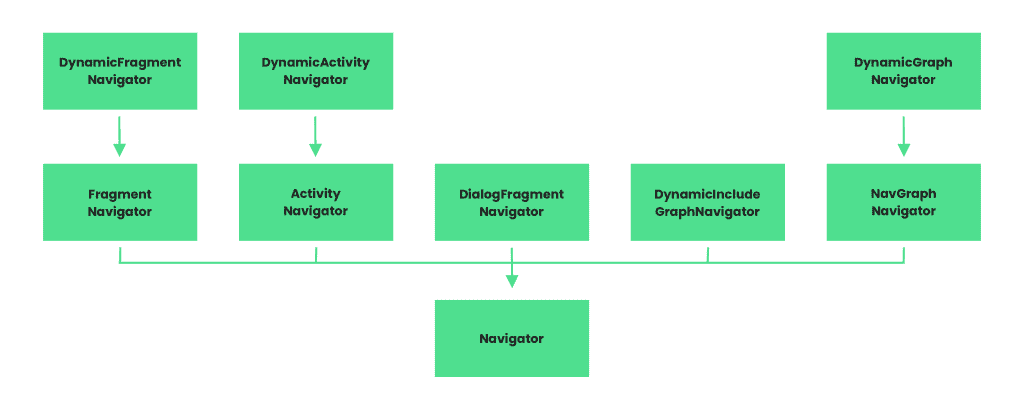 DynamicFragment
Navigator
DynamicActivity
Navigator
DynamicGraph
Navigator
Fragment
Navigator
Activity
Navigator
DialogFragment
Navigator
DynamicInclude
GraphNavigator
NavGraph
Navigator
Navigator